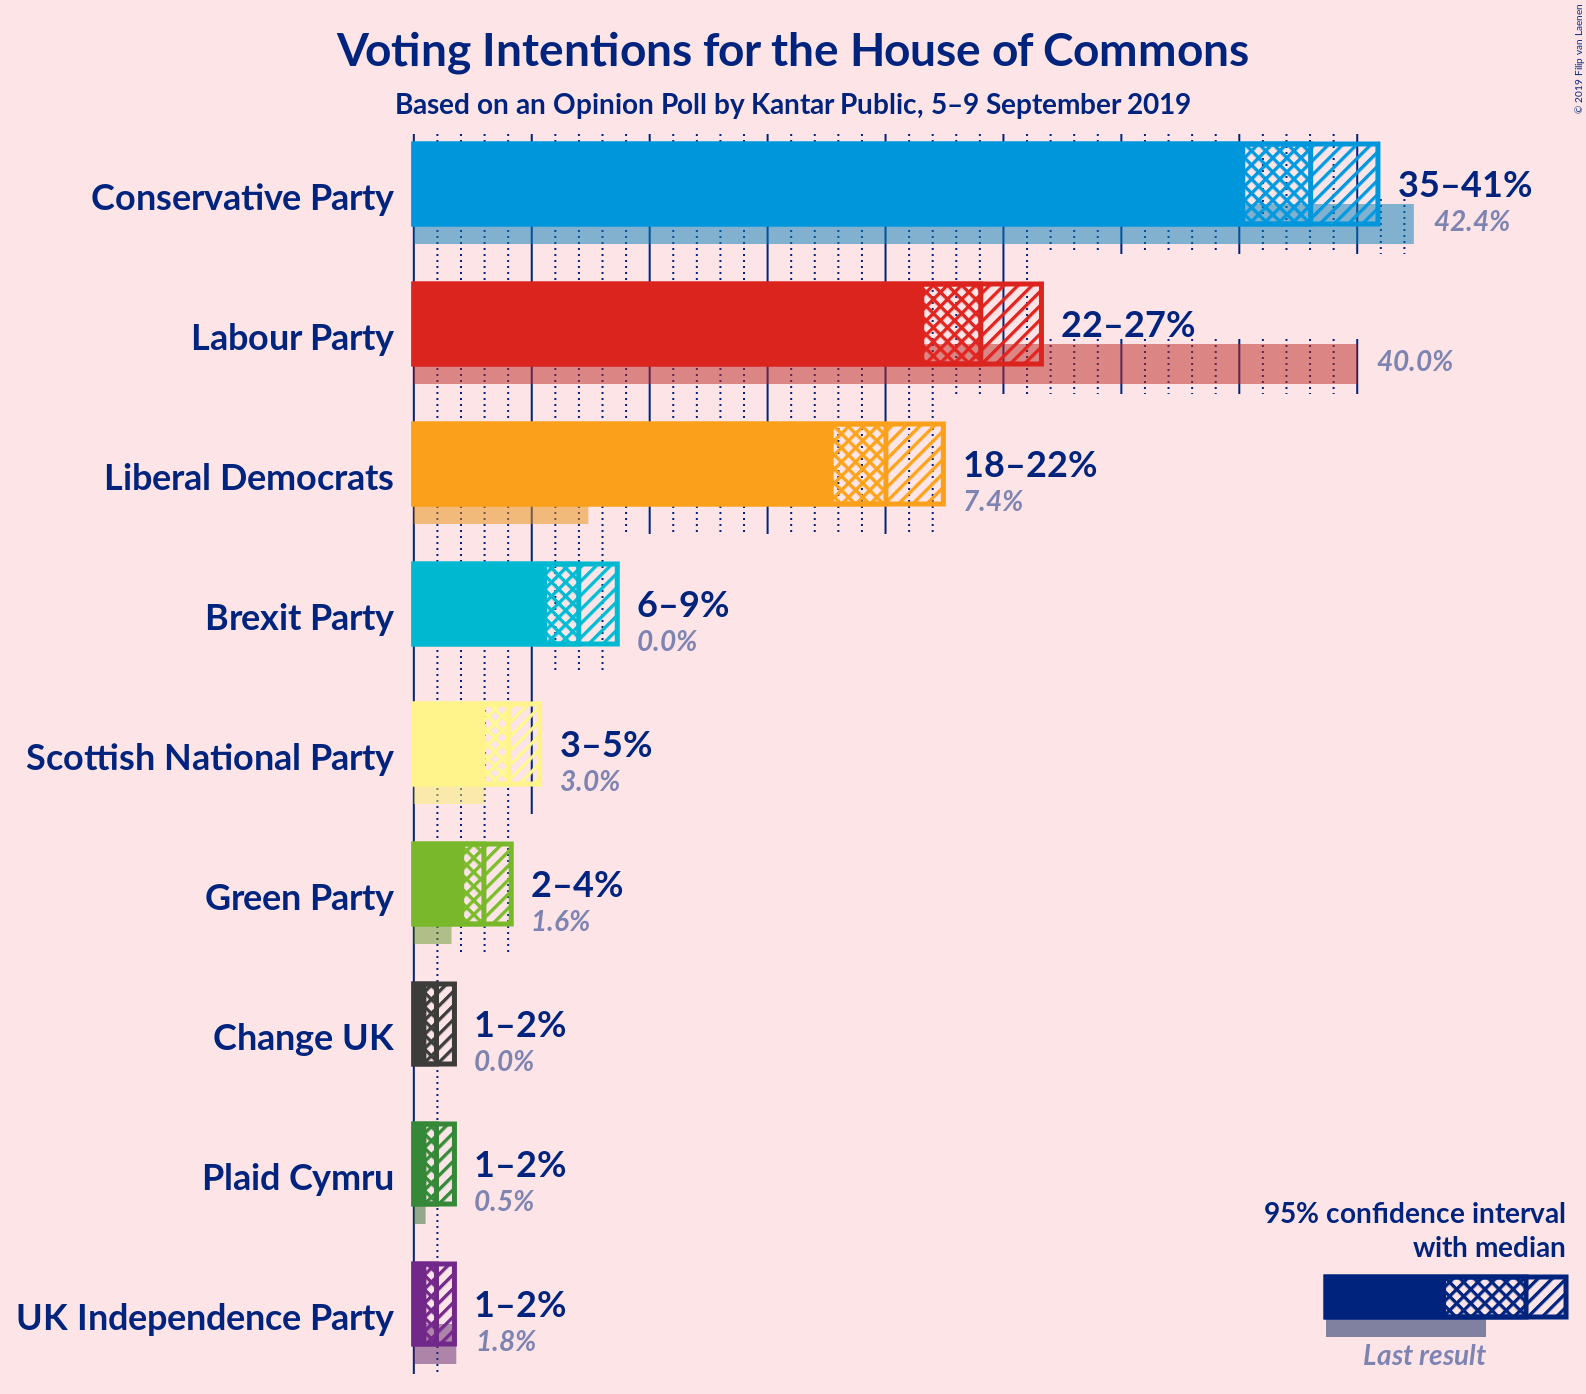 Voting Intentions for the House of Commons
Based on an Opinion Poll by Kantar Public, 5–9 September 2019
© 2019 Filip van Laenen
Conservative Party
35–41%
42.4%
Labour Party
22–27%
40.0%
Liberal Democrats
18–22%
7.4%
Brexit Party
6–9%
0.0%
Scottish National Party
3–5%
3.0%
Green Party
2–4%
1.6%
Change UK
1–2%
0.0%
Plaid Cymru
1–2%
0.5%
UK Independence Party
1–2%
1.8%
95% confidence interval
with median
Last result